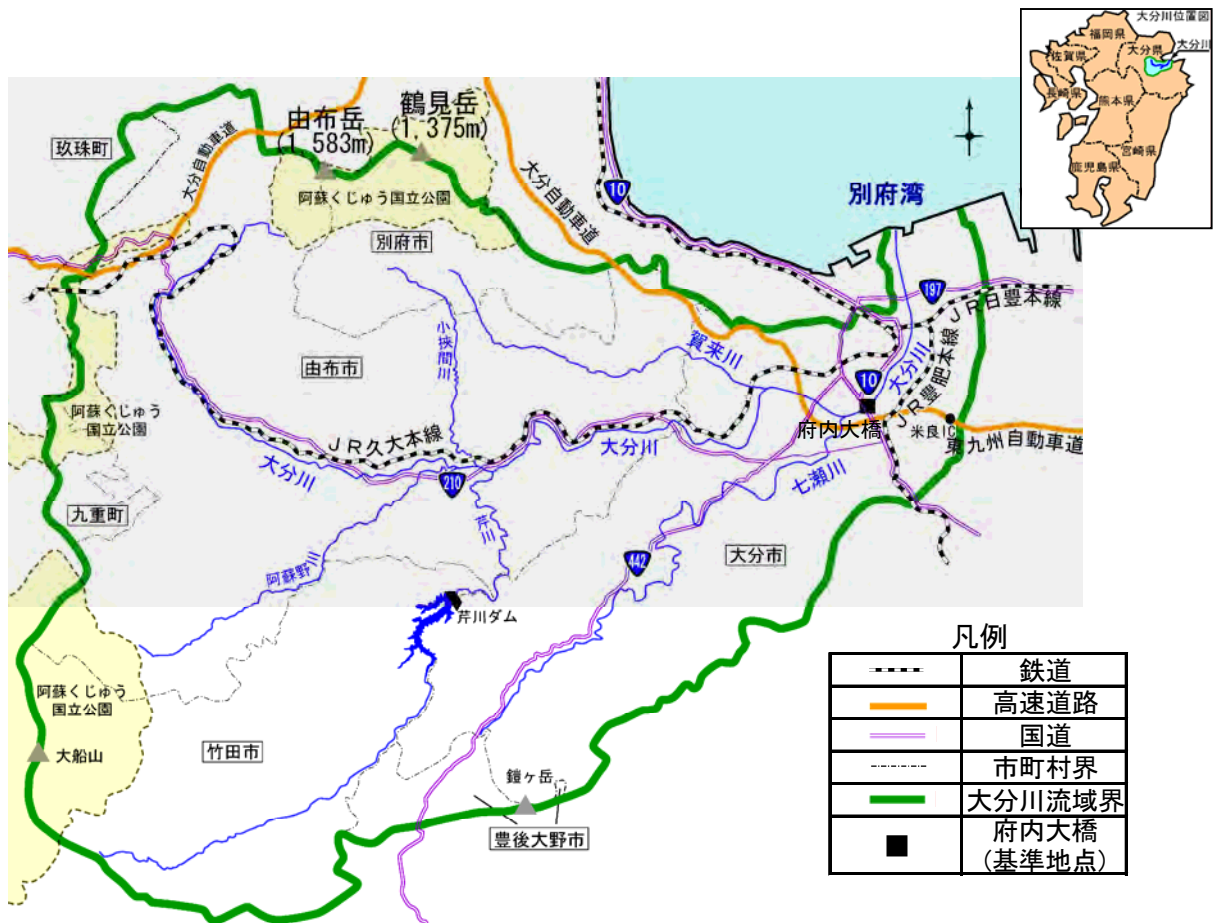 大分川位置図
福岡県
大分県
大分川
佐賀県
長崎県
熊本県
宮崎県
鹿児島県
鶴見岳
(1,375m)
由布岳
(1,583m)
玖珠町
大分自動車道
大分自動車道
10
別府湾
阿蘇くじゅう国立公園
別府市
197
JR日豊本線
小挾間川
賀来川
大分川
JR豊肥本線
由布市
10
阿蘇くじゅう
国立公園
府内大橋
米良IC
東九州自動車道
JR久大本線
大分川
大分川
210
七瀬川
九重町
芹川
大分市
442
阿蘇野川
芹川ダム
阿蘇くじゅう
国立公園
大船山
竹田市
鎧ヶ岳
豊後大野市
凡例
鉄道
高速道路
国道
市町村界
大分川流域界
府内大橋
(基準地点)